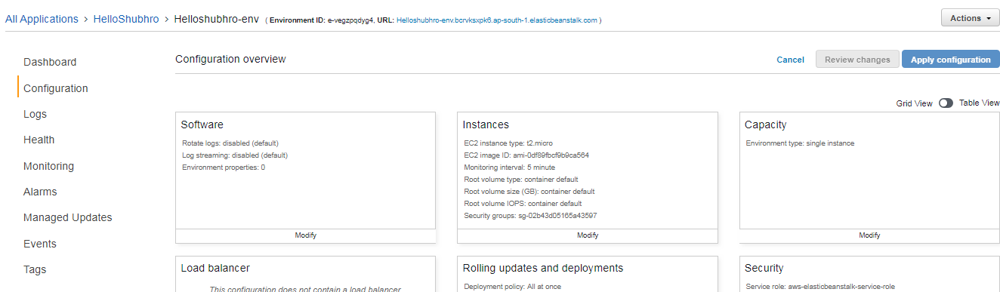 All Applications > HelloShubhro > Helloshubhro-env ( Environment ID: e-vegzpqdyg4, URL: Helloshubhro-env.bcrvksxpk6.ap-south-1.elasticbeanstalk.com )
Actions
Dashboard
Configuration
Logs
Health
Monitoring
Alarms
Managed Updates
Events
Tags
Configuration overview
Cancel
Review changes
Apply configuration
Grid View
Table View
Software
Rotate logs: disabled (default)
Log streaming: disabled (default)
Environment properties: 0
Modify
Instances
EC2 instance type: t2.micro
EC2 image ID: ami-0df89fbcf9b9ca564
Monitoring interval: 5 minute
Root volume type: container default
Root volume size (GB): container default
Root volume IOPS: container default
Security groups: sg-02b43d05165a43597
Modify
Capacity
Environment type: single instance
Modify
Load balancer
This configuration does not contain a load balancer
Rolling updates and deployments
Deployment policy: All at once
Security
Service role: aws-elasticbeanstalk-service-role